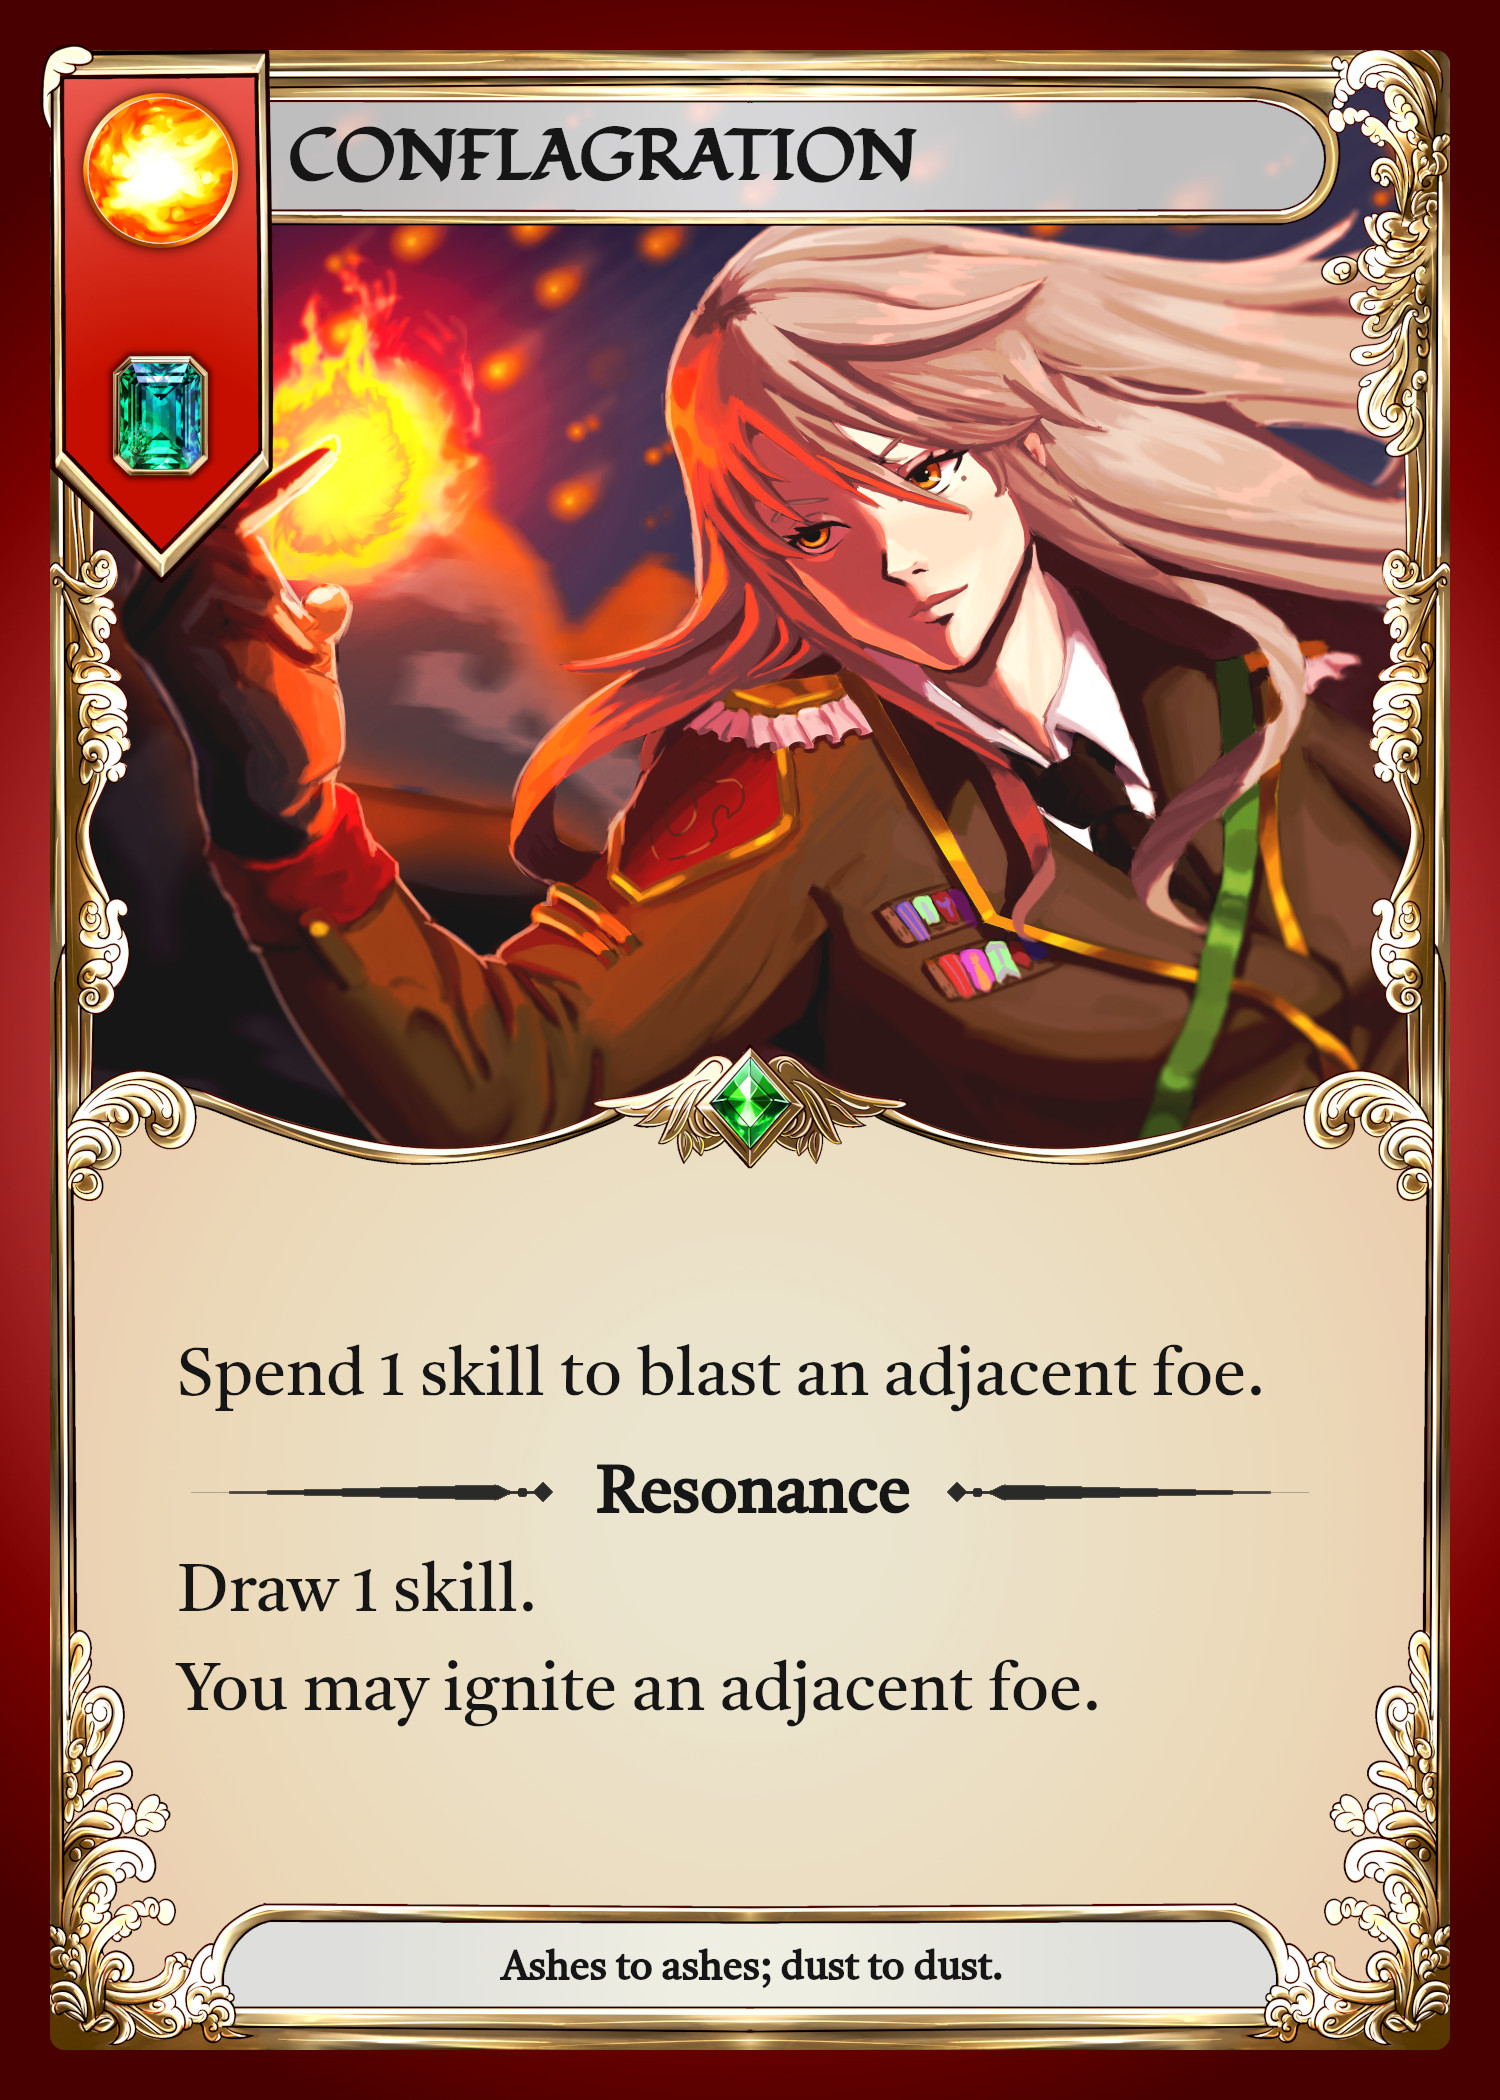 CONFLAGRATION
Spend 1 skill to blast an adjacent foe.
Resonance
Draw 1 skill.
You may ignite an adjacent foe.
Ashes to ashes; dust to dust.